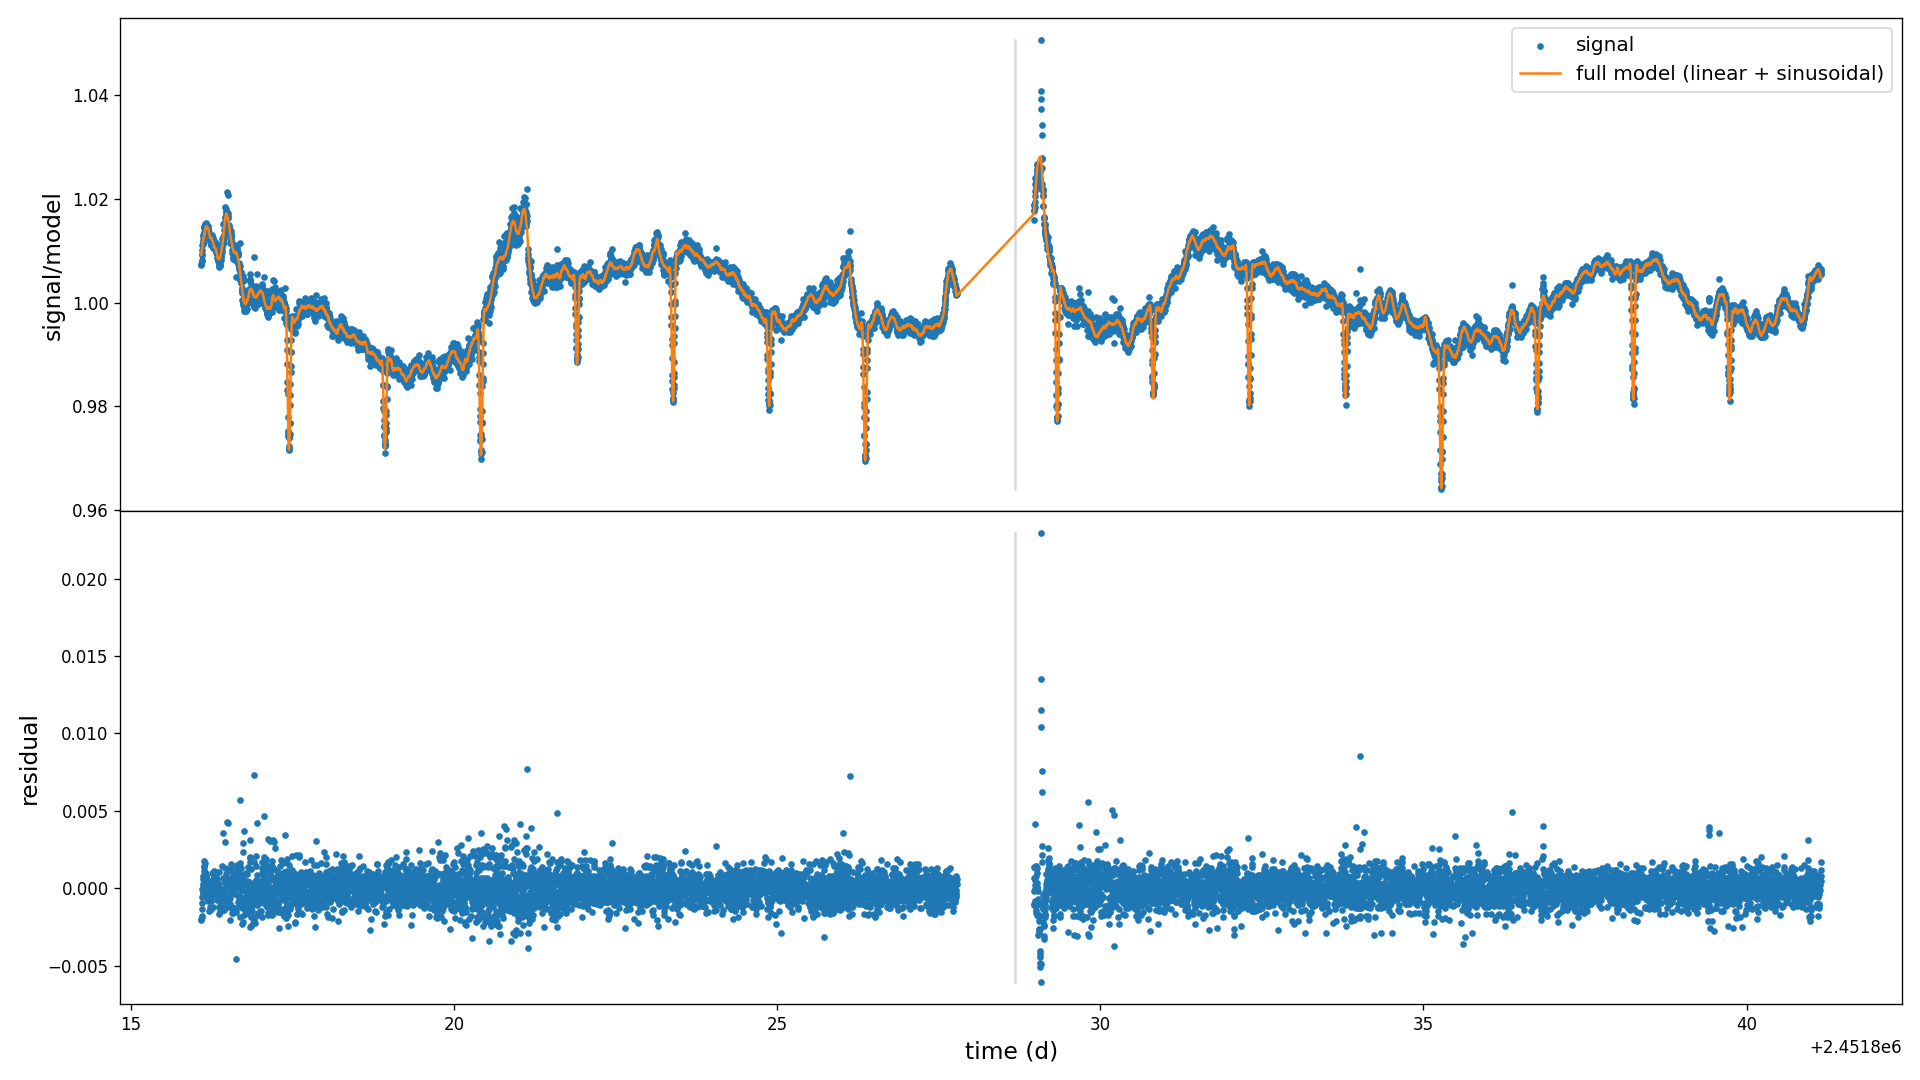 signal
full model (linear + sinusoidal)
signal/model
1.04
1.02
1.00
0.98
0.96
residual
0.020
0.015
0.010
0.005
0.000
−0.005
15
20
25
30
35
40
time (d)
+2.4518e6